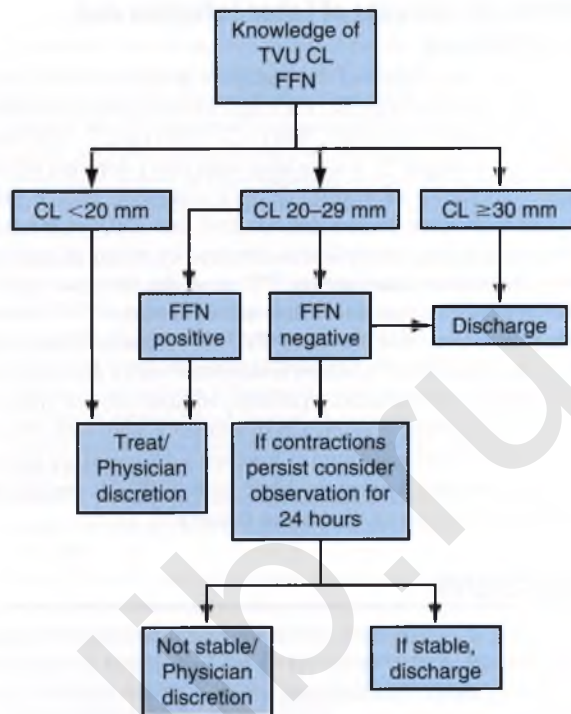 Knowledge of
TVU CL
FFN
CL <20 mm
CL 20–29 mm
CL ≥30 mm
FFN
positive
FFN
negative
Discharge
Treat/
Physician
discretion
If contractions
persist consider
observation for
24 hours
Not stable/
Physician
discretion
If stable,
discharge
lib.ru